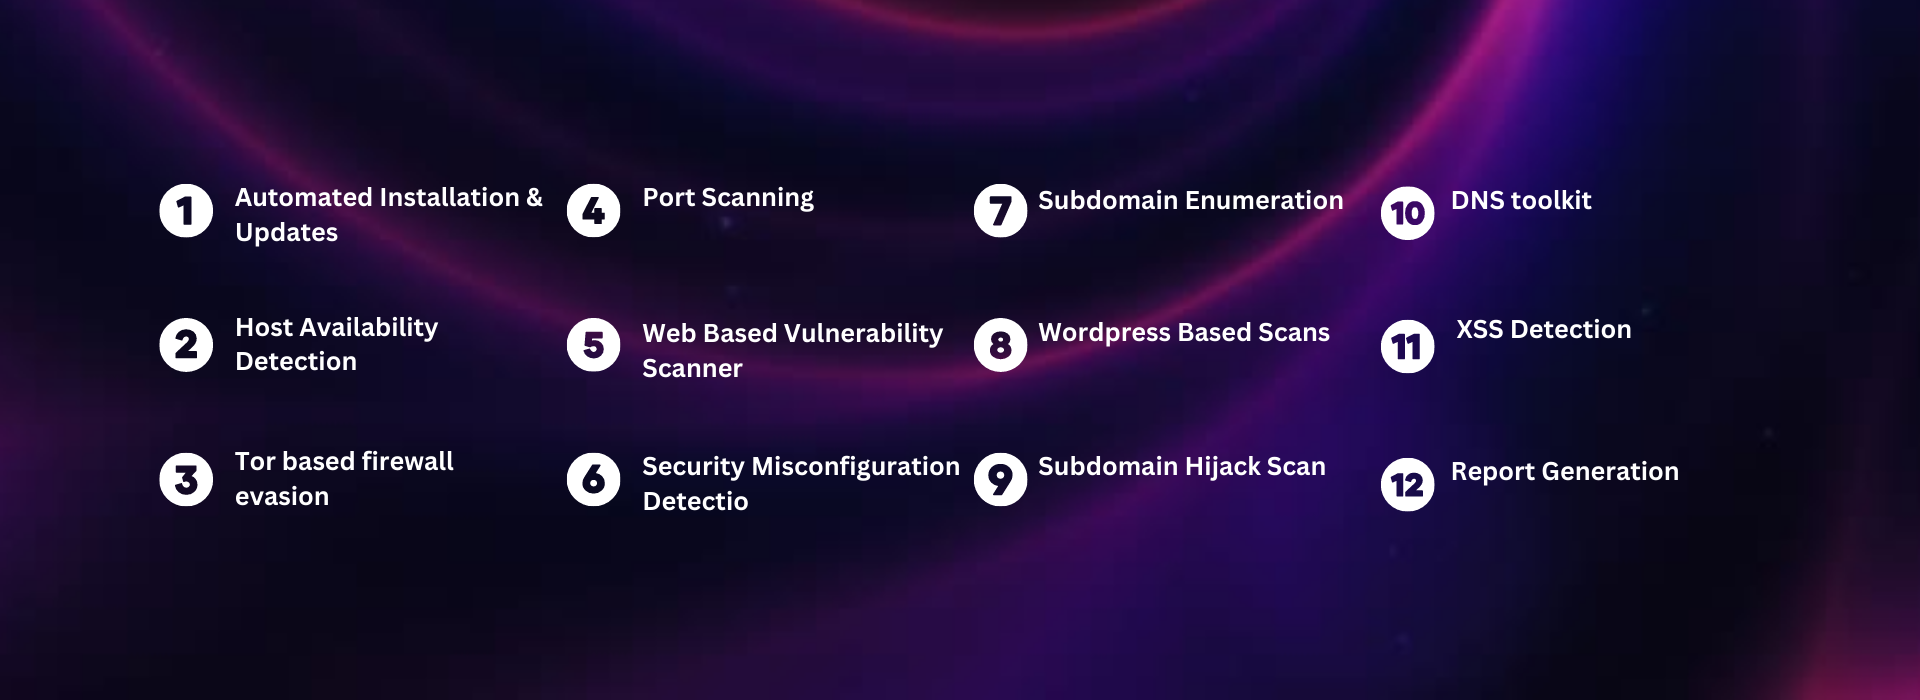 1 Automated Installation &
Updates
2 Host Availability
Detection
3 Tor based firewall
evasion
4 Port Scanning
5 Web Based Vulnerability
Scanner
6 Security Misconfiguration
Detectio
7 Subdomain Enumeration
8 Wordpress Based Scans
9 Subdomain Hijack Scan
10 DNS toolkit
11 XSS Detection
12 Report Generation